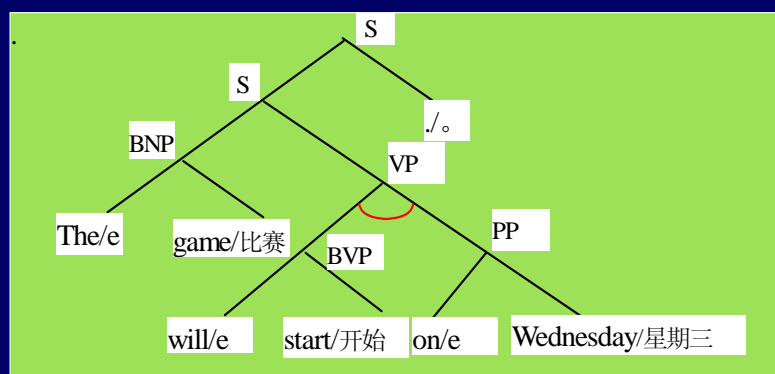 S
.
S
./。
BNP
VP
The/e
game/比赛
PP
BVP
will/e
start/开始
on/e
Wednesday/星期三